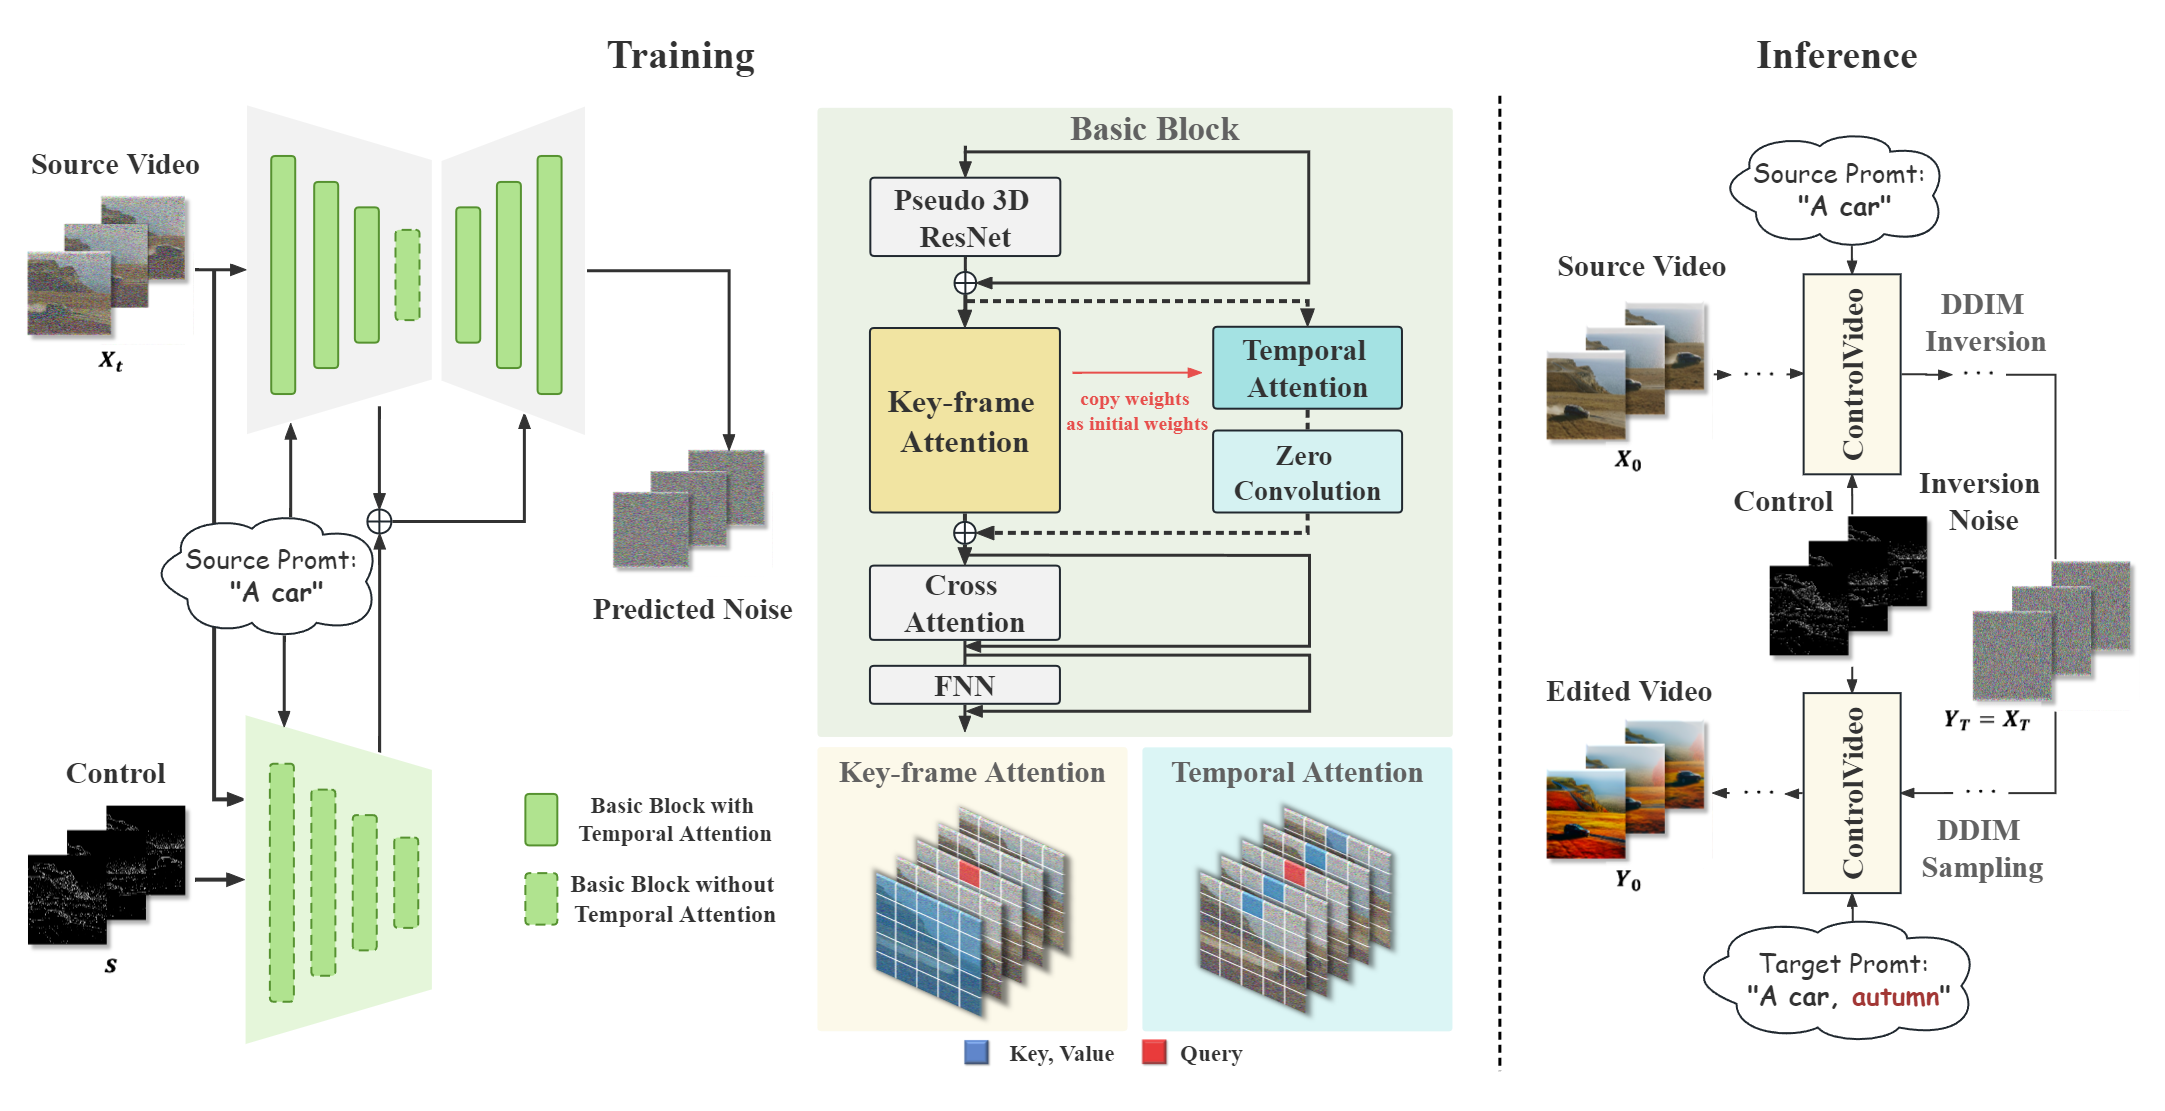 Training
Source Video
X_t
Source Promt:
"A car"
Control
s
Predicted Noise
Basic Block with
Temporal Attention
Basic Block without
Temporal Attention
Basic Block
Pseudo 3D
ResNet
Key-frame
Attention
copy weights
as initial weights
Temporal
Attention
Zero
Convolution
Cross
Attention
FNN
Key-frame Attention
Temporal Attention
Key, Value
Query
Inference
Source Promt:
"A car"
Source Video
X_0
ControlVideo
DDIM
Inversion
Control
Inversion
Noise
Y_T = X_T
Edited Video
Y_0
ControlVideo
DDIM
Sampling
Target Promt:
"A car, autumn"